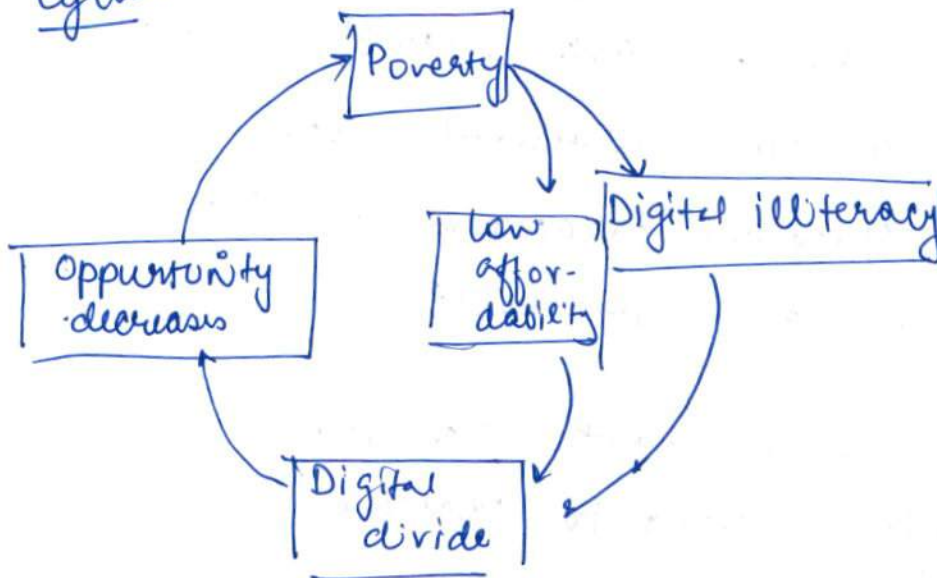 Poverty
Digital illiteracy
low
affor-
dability
Oppurtunity
decreases
Digital
divide